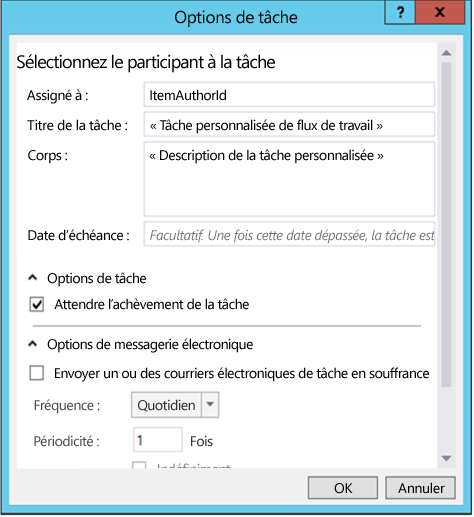 Options de tâche
?
x
Sélectionnez le participant à la tâche
Assigné à : ItemAuthorId
Titre de la tâche : « Tâche personnalisée de flux de travail »
Corps : « Description de la tâche personnalisée »
Date d'échéance : Facultatif. Une fois cette date dépassée, la tâche est
Options de tâche
Attendre l'achèvement de la tâche
Options de messagerie électronique
Envoyer un ou des courriers électroniques de tâche en souffrance
Fréquence : Quotidien
Périodicité : 1 Fois
Indéfiniment
OK Annuler